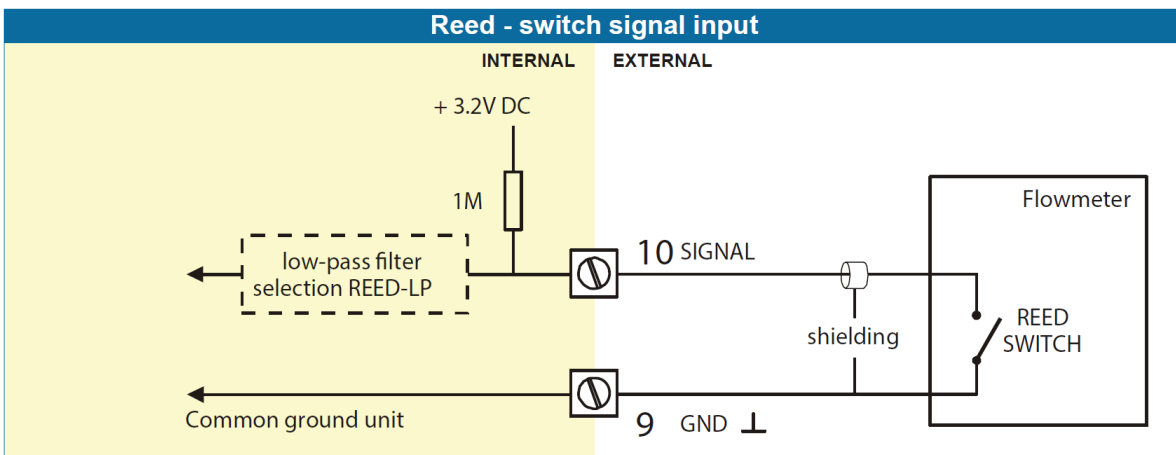 Reed - switch signal input
INTERNAL
EXTERNAL
+ 3.2V DC
1M
Flowmeter
10 SIGNAL
low-pass filter
selection REED-LP
REED
SWITCH
shielding
Common ground unit
9 GND